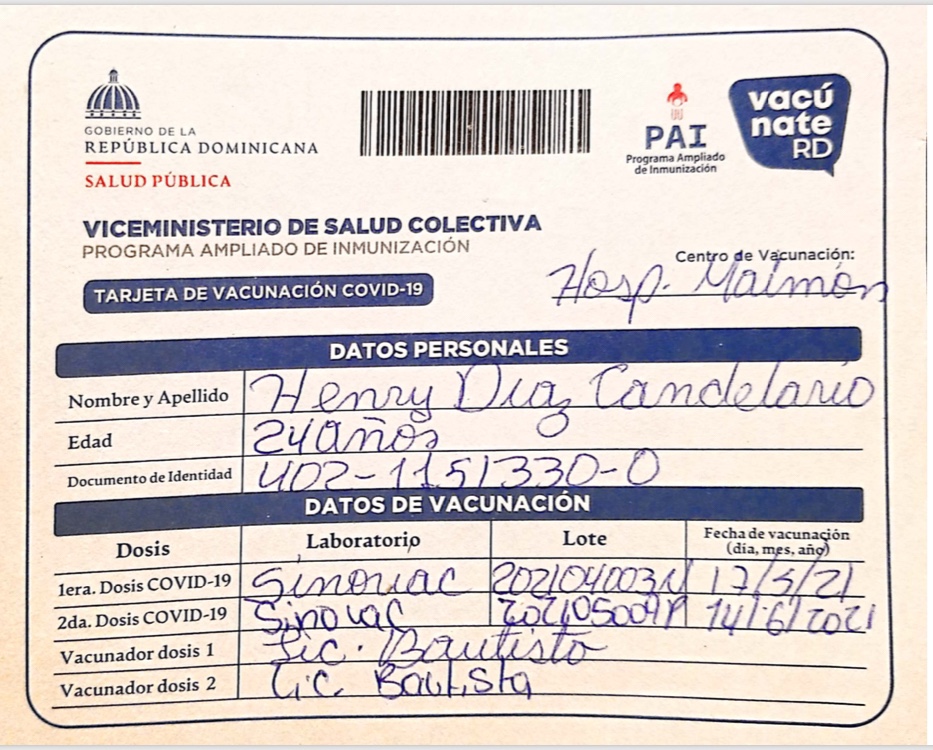 GOBIERNO DE LA
REPÚBLICA DOMINICANA
SALUD PÚBLICA
PAI
Programa Ampliado
de Inmunización
vacú
nate
RD
VICEMINISTERIO DE SALUD COLECTIVA
PROGRAMA AMPLIADO DE INMUNIZACIÓN
TARJETA DE VACUNACIÓN COVID-19
Centro de Vacunación:
Hosp. Maimón
DATOS PERSONALES
Nombre y Apellido Henry Diaz Candelario
Edad 24 años
Documento de Identidad 402-1151330-0
DATOS DE VACUNACIÓN
Dosis Laboratorio Lote Fecha de vacunación
(día, mes, año)
1era. Dosis COVID-19 Sinovac 17/5/21
2da. Dosis COVID-19 Sinovac 14/6/2021
Vacunador dosis 1 Lic. Bautista
Vacunador dosis 2 Lic. Bautista